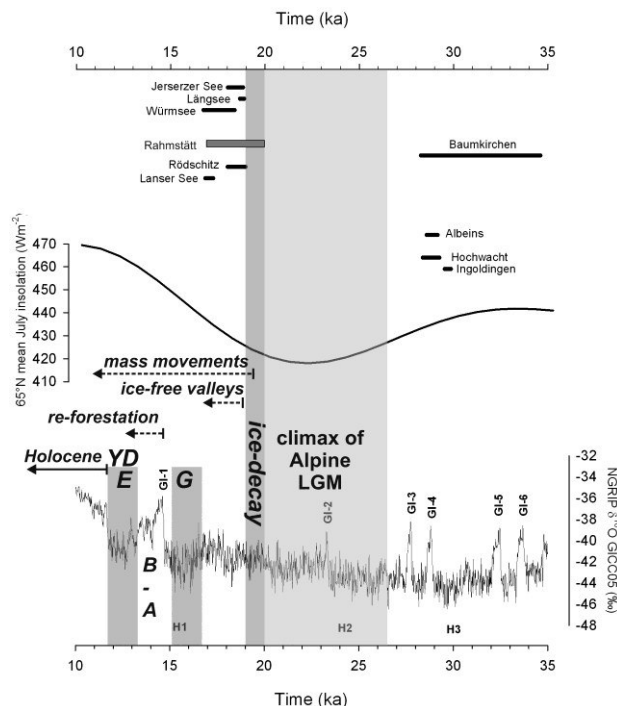 Time (ka)
10 15 20 25 30 35
Jerserzer See
Längsee
Würmsee
Rahmstätt
Baumkirchen
Rödschitz
Lanser See
Albeins
Hochwacht
Ingoldingen
65°N mean July insolation (Wm⁻²)
470
460
450
440
430
420
410
mass movements
ice-free valleys
re-forestation
Holocene
YD
E
GI-1
G
B
-
A
ice-decay
climax of
Alpine
LGM
GI-2
GI-3
GI-4
GI-5
GI-6
-32
-34
-36
-38
-40
-42
-44
-46
-48
NGRIP δ¹⁸O GICC05 (‰)
H1
H2
H3
10 15 20 25 30 35
Time (ka)